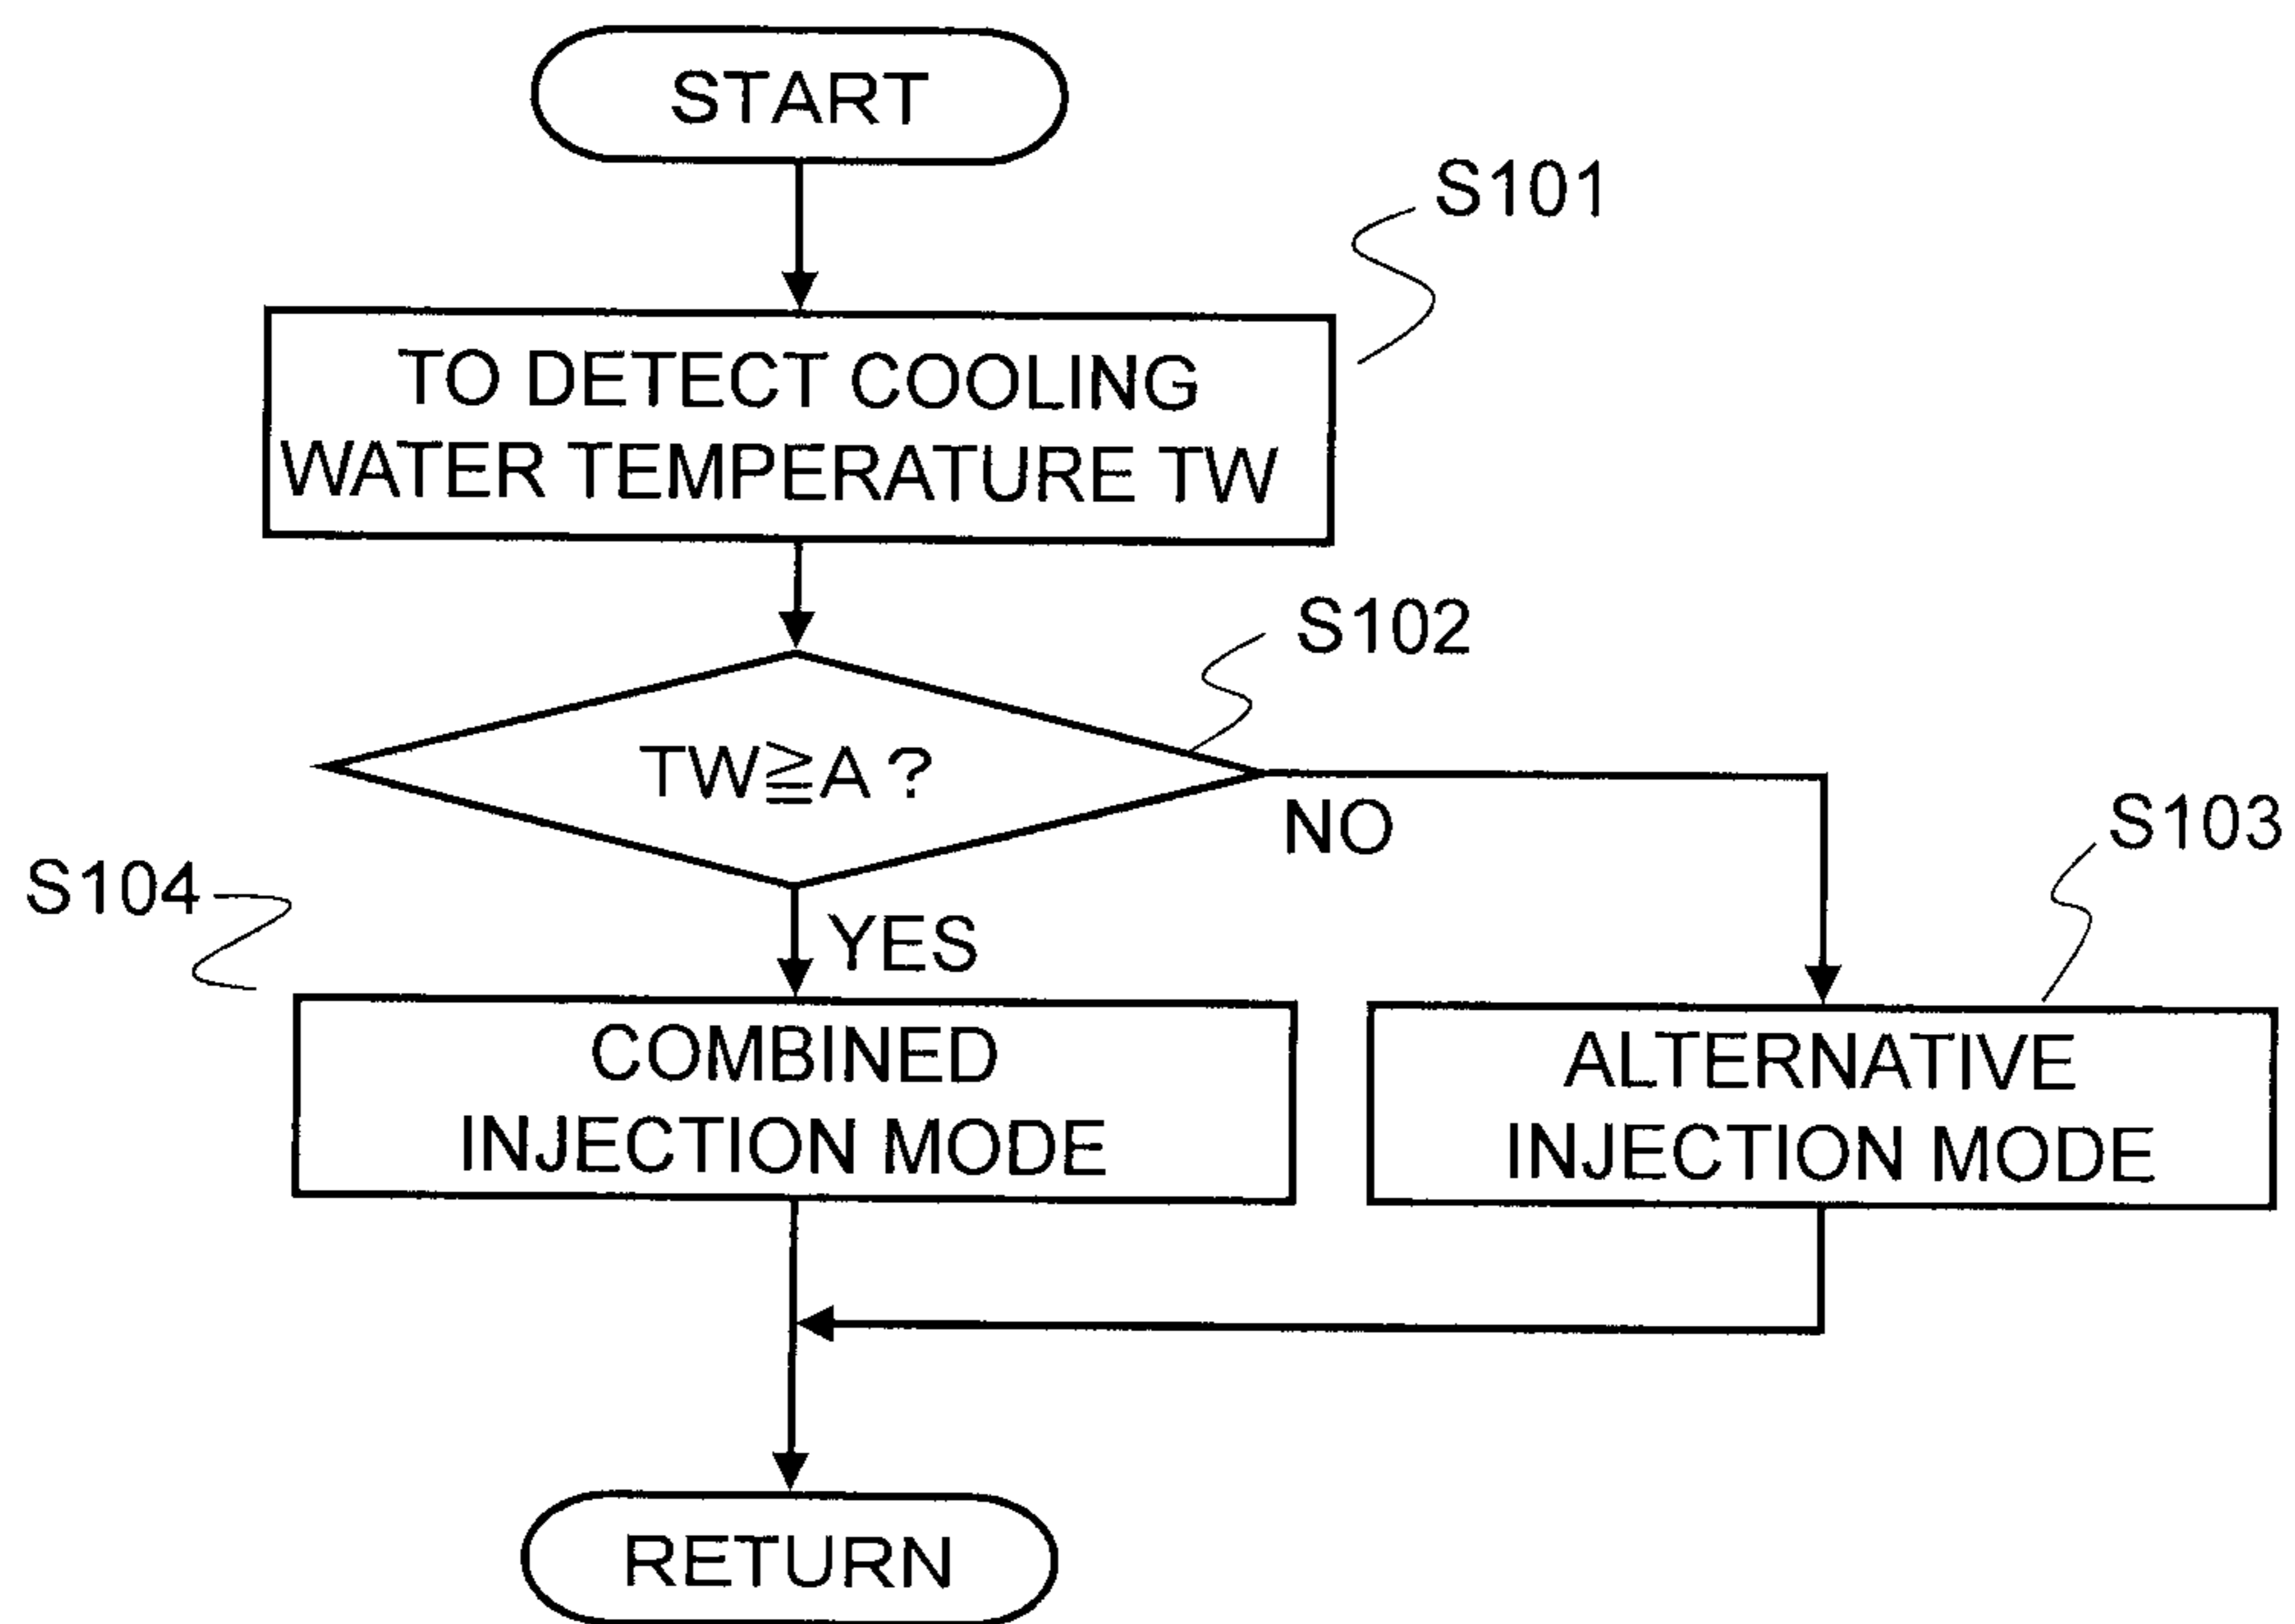 START
S101
TO DETECT COOLING
WATER TEMPERATURE TW
S102
TW≧A ?
NO
S103
S104
YES
COMBINED
INJECTION MODE
ALTERNATIVE
INJECTION MODE
RETURN